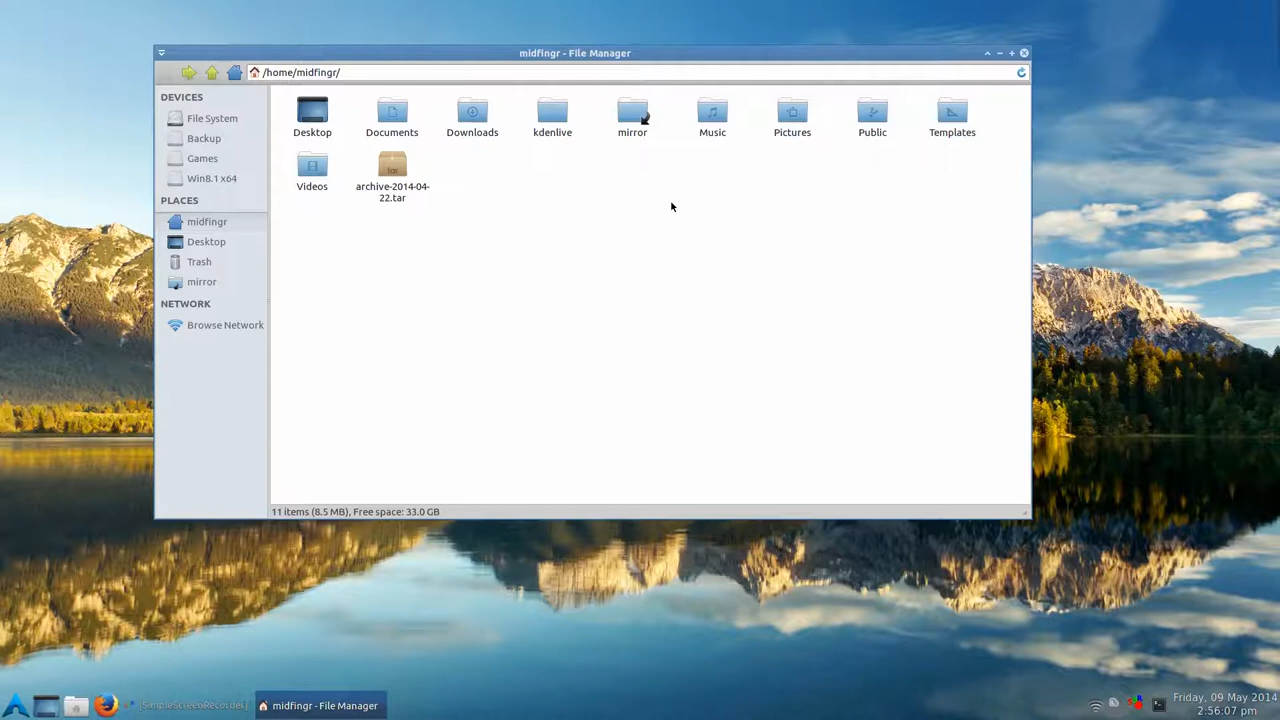 midfingr - File Manager
/home/midfingr/
DEVICES
File System
Backup
Games
Win8.1 x64
PLACES
midfingr
Desktop
Trash
mirror
NETWORK
Browse Network
Desktop
Documents
Downloads
kdenlive
mirror
Music
Pictures
Public
Templates
Videos
tar
archive-2014-04-
22.tar
11 items (8.5 MB), Free space: 33.0 GB
[SimpleScreenRecorder]
midfingr - File Manager
Friday, 09 May 2014
2:56:07 pm